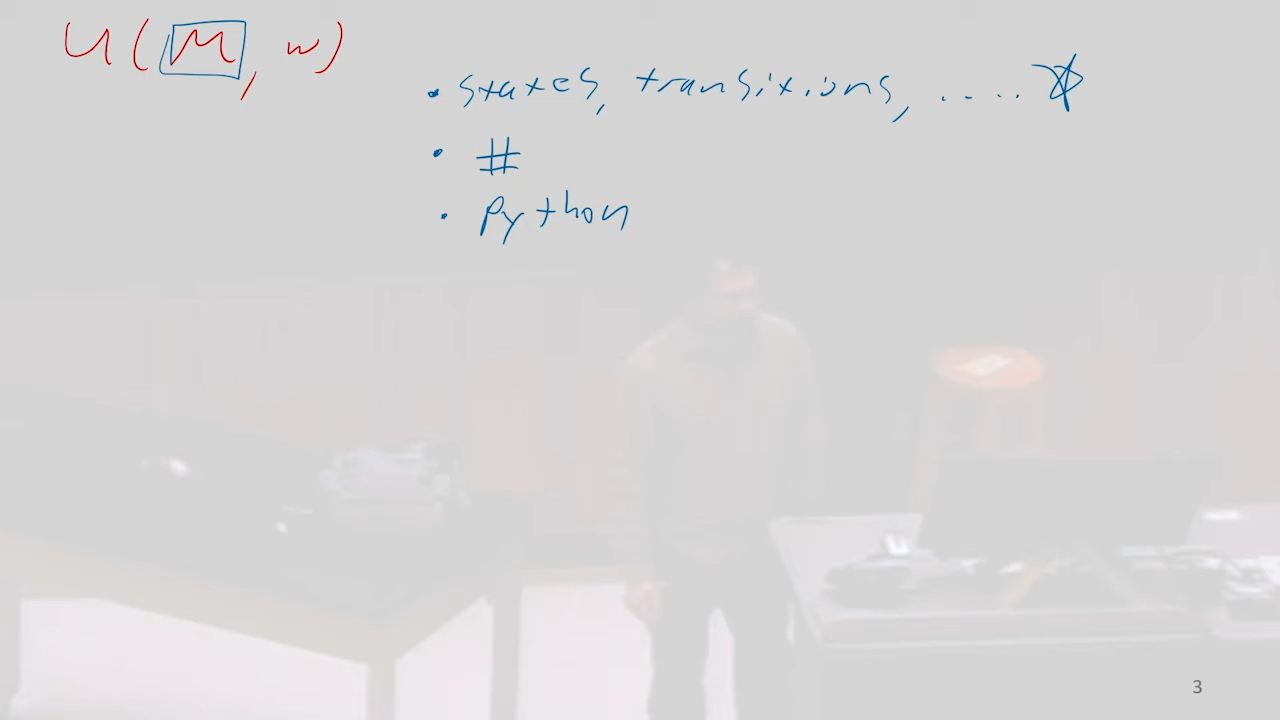 U(M, w)
• states, transitions, .... ☆
• #
• python
3